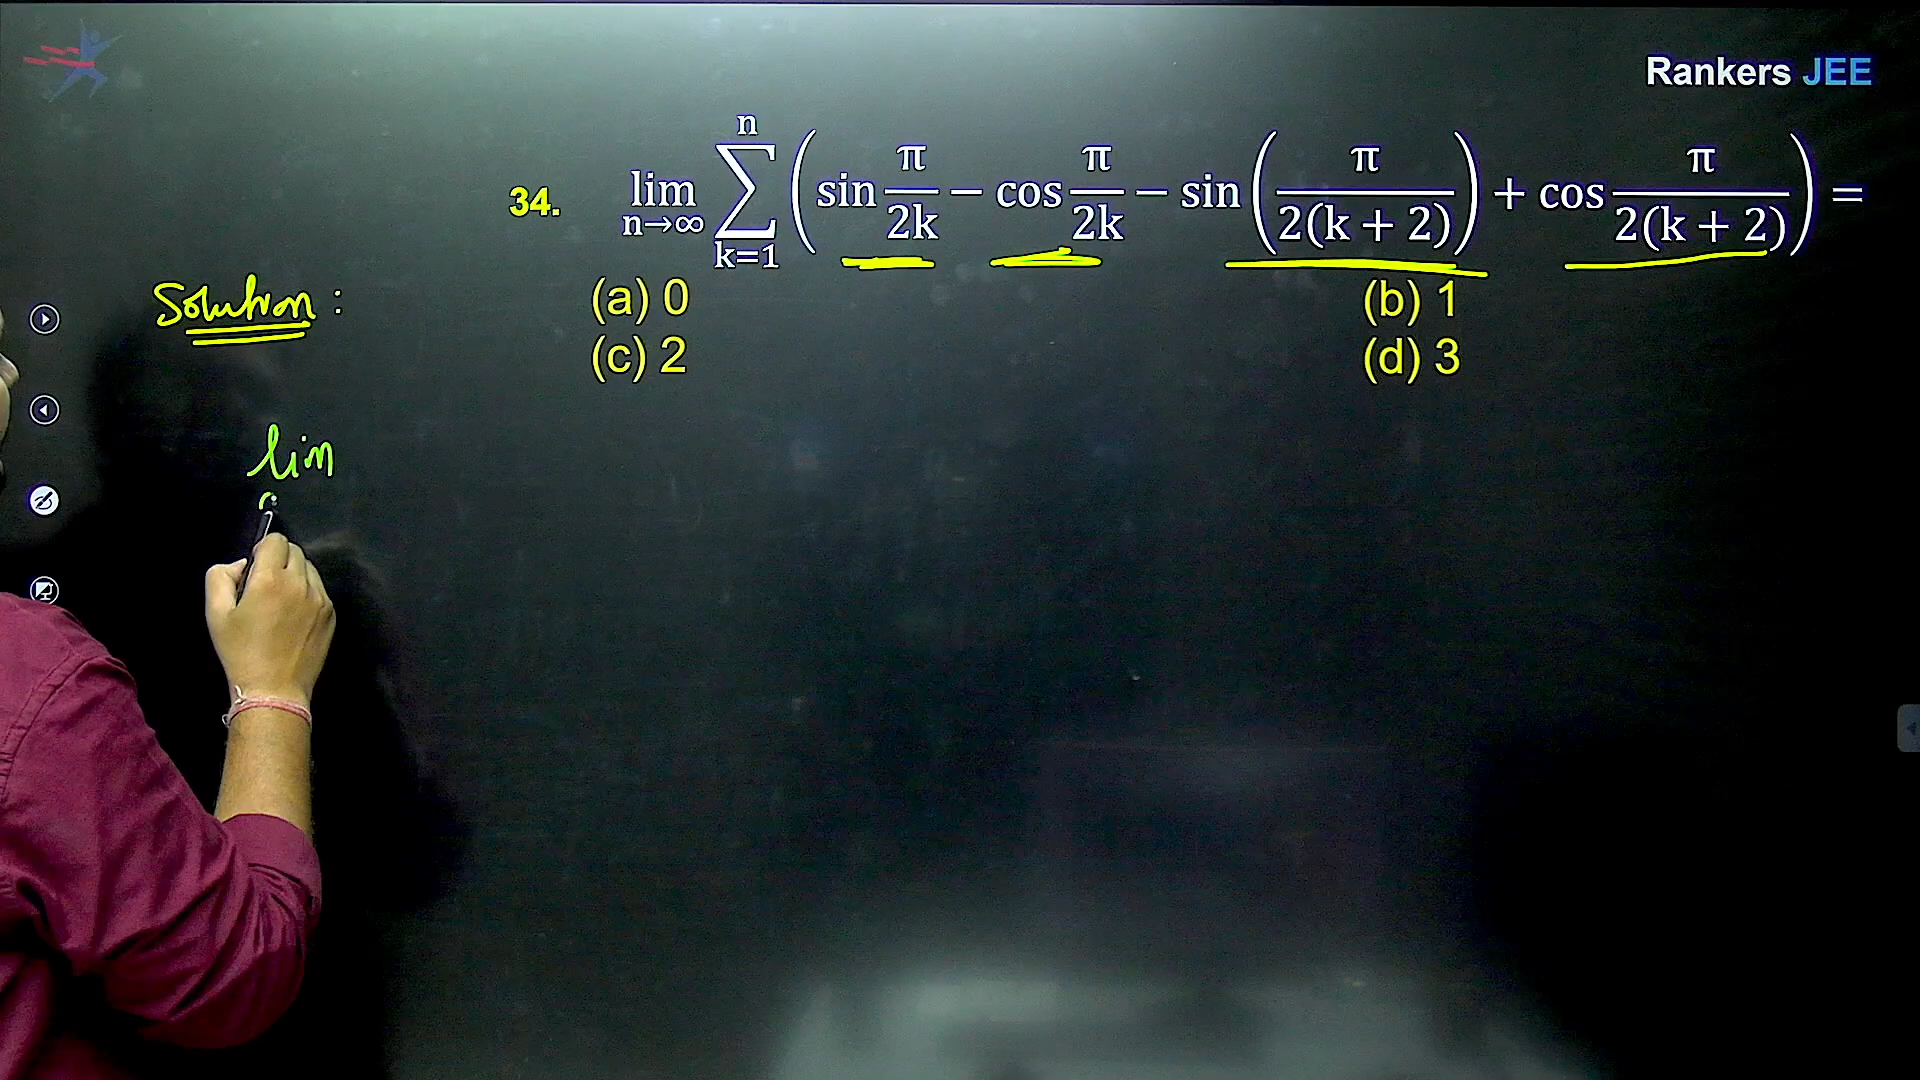 Rankers JEE
34. lim n→∞ n ∑ k=1 ( sin π/2k − cos π/2k − sin ( π/2(k + 2) ) + cos π/2(k + 2) ) =
Solution :
(a) 0 (b) 1
(c) 2 (d) 3
lim